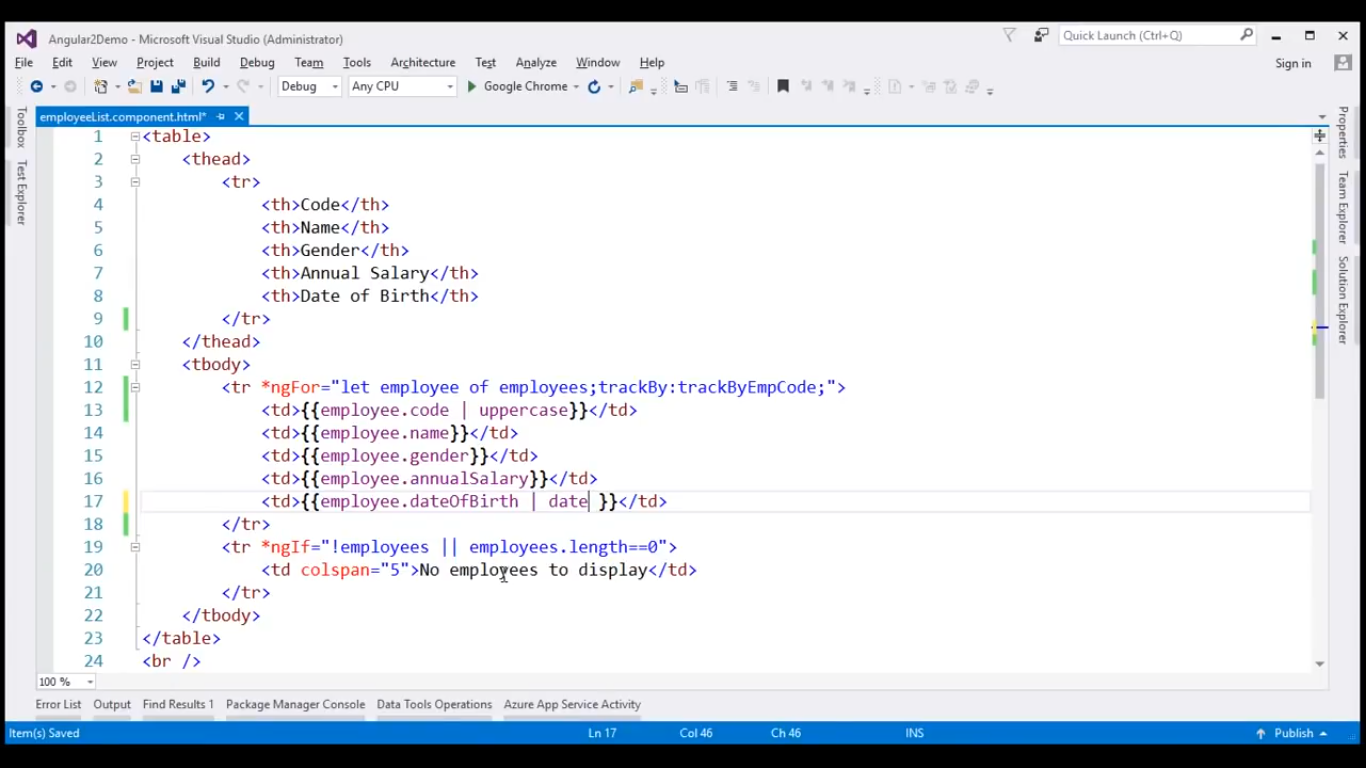 Angular2Demo - Microsoft Visual Studio (Administrator)
Quick Launch (Ctrl+Q)
File Edit View Project Build Debug Team Tools Architecture Test Analyze Window Help
Sign in
Debug Any CPU Google Chrome
employeeList.component.html*
Toolbox
Test Explorer
Properties
Team Explorer
Solution Explorer
1 <table>
2 <thead>
3 <tr>
4 <th>Code</th>
5 <th>Name</th>
6 <th>Gender</th>
7 <th>Annual Salary</th>
8 <th>Date of Birth</th>
9 </tr>
10 </thead>
11 <tbody>
12 <tr *ngFor="let employee of employees;trackBy:trackByEmpCode;">
13 <td>{{employee.code | uppercase}}</td>
14 <td>{{employee.name}}</td>
15 <td>{{employee.gender}}</td>
16 <td>{{employee.annualSalary}}</td>
17 <td>{{employee.dateOfBirth | date }}</td>
18 </tr>
19 <tr *ngIf="!employees || employees.length==0">
20 <td colspan="5">No employees to display</td>
21 </tr>
22 </tbody>
23 </table>
24 <br />
100 %
Error List Output Find Results 1 Package Manager Console Data Tools Operations Azure App Service Activity
Item(s) Saved Ln 17 Col 46 Ch 46 INS Publish